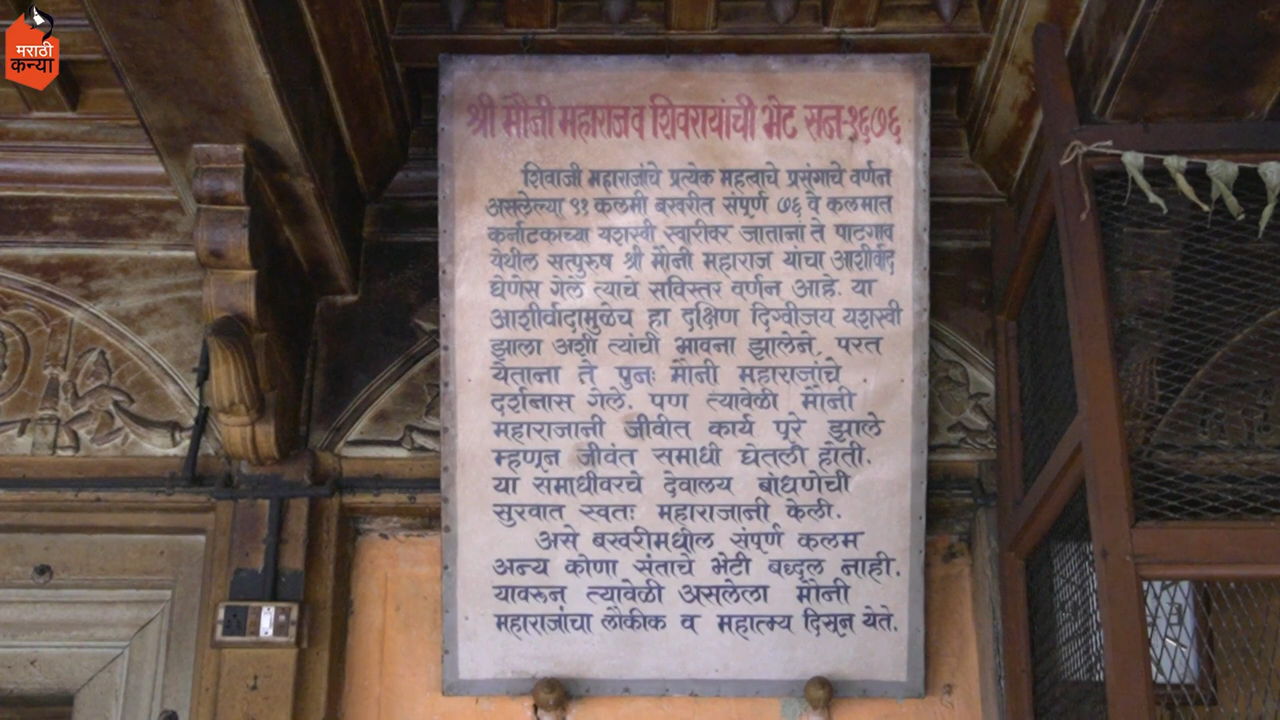 मराठी
कन्या
श्री मौनी महाराज व शिवरायांची भेट सन-१६७६
शिवाजी महाराजांचे प्रत्येक महत्वाचे प्रसंगाचे वर्णन
असलेल्या ९१ कलमी बखरीत संपूर्ण ७६ वे कलमात
कर्नाटकाच्या यशस्वी स्वारीवर जातानां ते पाटगाव
येथील सत्पुरुष श्री मौनी महाराज यांचा आशीर्वाद
घेणेस गेले त्याचे सविस्तर वर्णन आहे. या
आशीर्वादामुळेच हा दक्षिण दिग्वीजय यशस्वी
झाला अशी त्यांची भावना झालेने, परत
येताना ते पुनः मौनी महाराजांचे
दर्शनास गेले. पण त्यावेळी मौनी
महाराजानी जीवीत कार्य पूरे झाले
म्हणून जीवंत समाधी घेतली होती.
या समाधीवरचे देवालय बांधणेची
सुरवात स्वतः महाराजानी केली.
असे बखरीमधील संपूर्ण कलम
अन्य कोणा संताचे भेटी बद्दल नाही.
यावरून त्यावेळी असलेला मौनी
महाराजांचा लौकीक व महात्म्य दिसून येते.